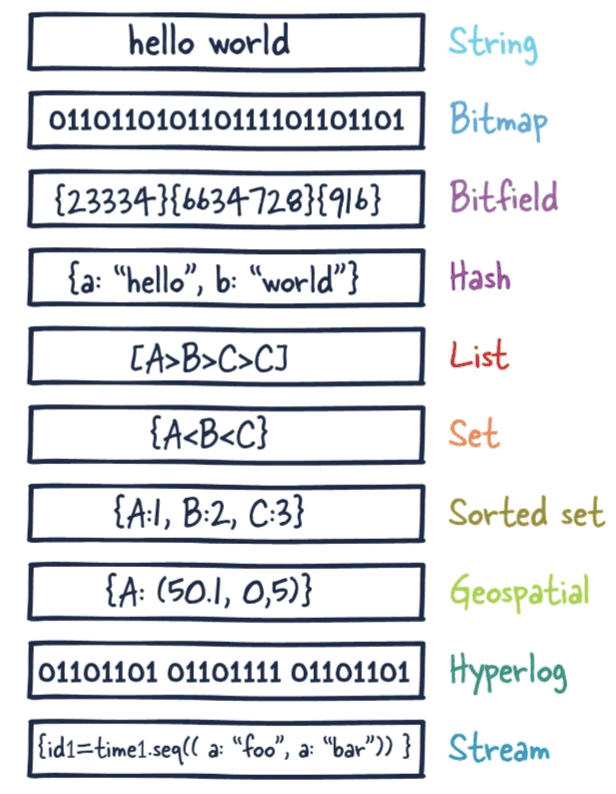 hello world String
011011010110111101101101 Bitmap
{23334}{6634728}{916} Bitfield
{a: “hello”, b: “world”} Hash
[A>B>C>C] List
{A<B<C} Set
{A:1, B:2, C:3} Sorted set
{A: (50.1, 0,5)} Geospatial
01101101 01101111 01101101 Hyperlog
{id1=time1.seq(( a: “foo”, a: “bar”)) } Stream